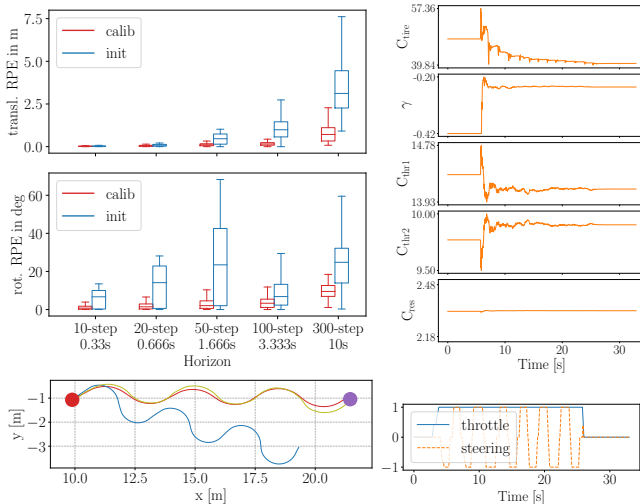 transl. RPE in m
7.5
5.0
2.5
0.0
calib
init
rot. RPE in deg
60
40
20
0
calib
init
10-step 20-step 50-step 100-step 300-step
0.33s 0.666s 1.666s 3.333s 10s
Horizon
y [m]
−1
−2
−3
10.0 12.5 15.0 17.5 20.0
x [m]
C_tire
57.36
39.84
γ
-0.20
-0.42
C_thr1
14.78
13.93
C_thr2
10.00
9.50
C_res
2.48
2.18
0 10 20 30
Time [s]
1
0
−1
throttle
steering
0 10 20 30
Time [s]